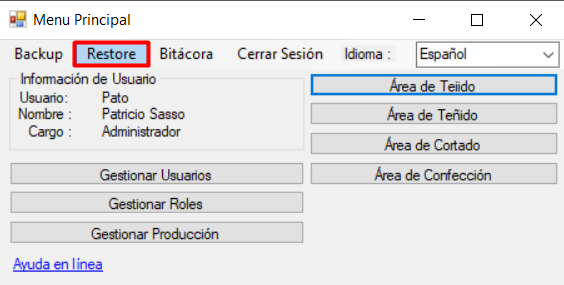 Menu Principal
Backup Restore Bitácora Cerrar Sesión Idioma : Español
Información de Usuario
Usuario: Pato
Nombre : Patricio Sasso
Cargo : Administrador
Área de Tejido
Área de Teñido
Área de Cortado
Área de Confección
Gestionar Usuarios
Gestionar Roles
Gestionar Producción
Ayuda en línea